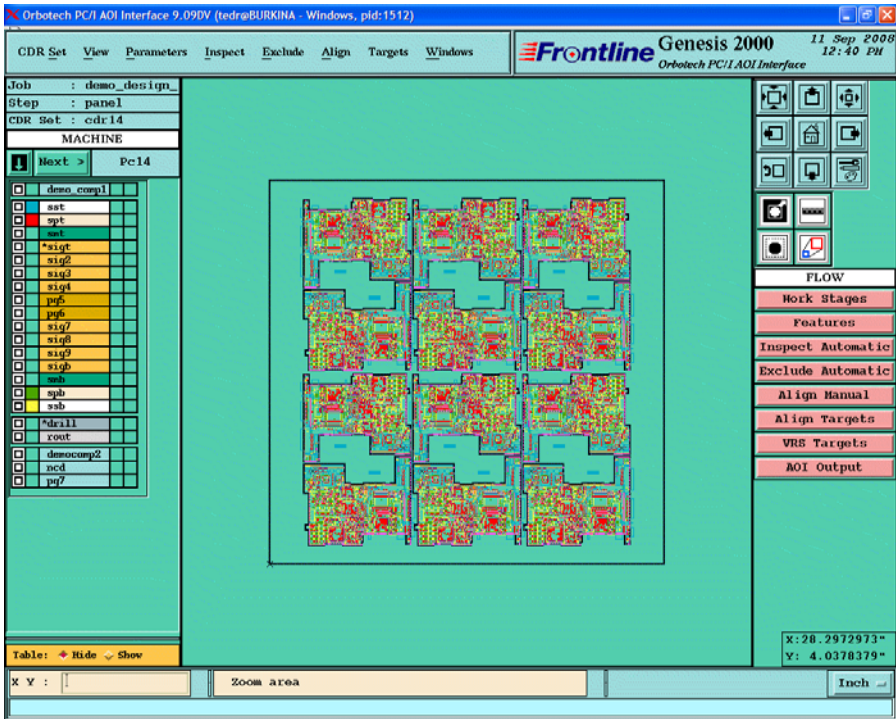 Orbotech PC/I AOI Interface 9.09DV (tedr@BURKINA - Windows, pid:1512)
CDR Set View Parameters Inspect Exclude Align Targets Windows
Frontline
Genesis 2000
Orbotech PC/I AOI Interface
11 Sep 2008
12:40 PM
Job : demo_design_
Step : panel
CDR Set : cdr14
MACHINE
Next > Pc14
demo_comp1
sst
spt
smt
*sigt
sig2
sig3
sig4
pg5
pg6
sig7
sig8
sig9
sigb
smb
spb
ssb
*drill
rout
democomp2
ncd
pg7
Table: Hide Show
FLOW
Work Stages
Features
Inspect Automatic
Exclude Automatic
Align Manual
Align Targets
VRS Targets
AOI Output
X:28.2972973"
Y: 4.0378379"
X Y :
Zoom area
Inch